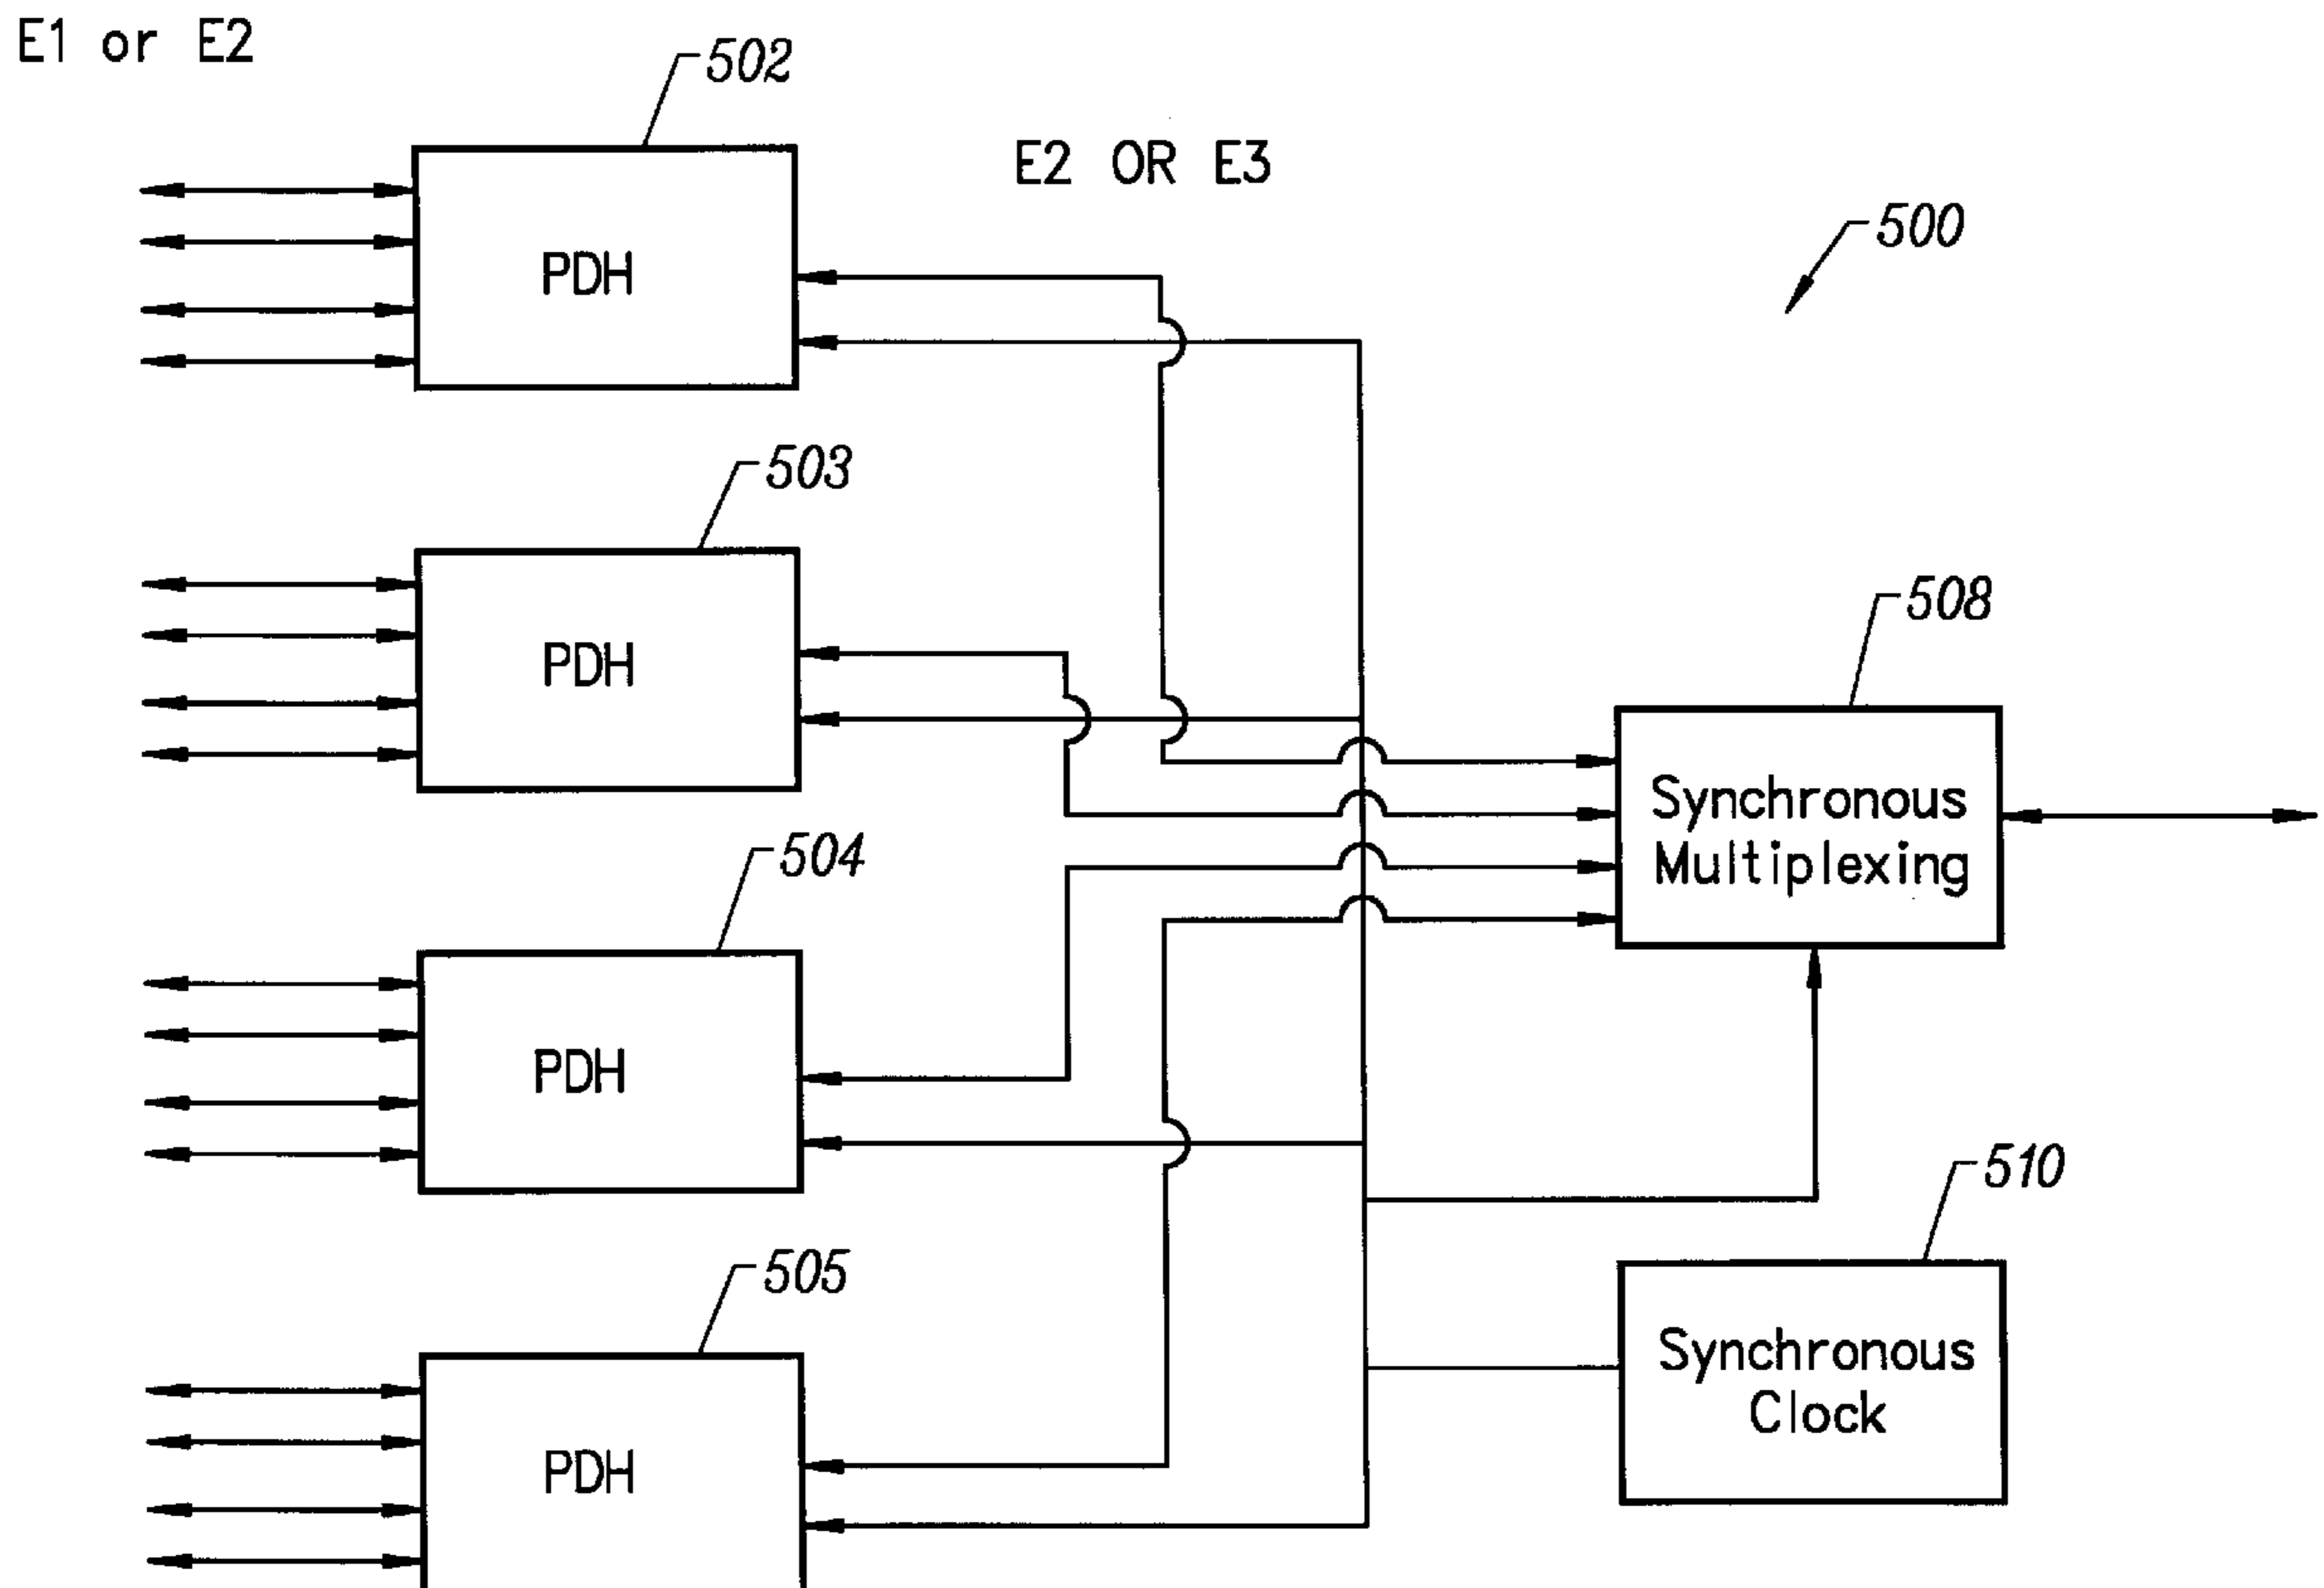 E1 or E2
502
E2 OR E3
500
PDH
503
508
PDH
Synchronous
Multiplexing
504
PDH
510
505
Synchronous
Clock
PDH